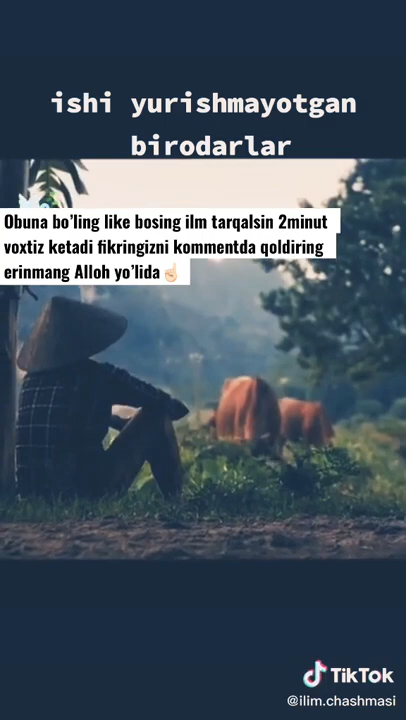 ishi yurishmayotgan
birodarlar
Obuna bo’ling like bosing ilm tarqalsin 2minut
voxtiz ketadi fikringizni kommentda qoldiring
erinmang Alloh yo’lida☝🏻
TikTok
@ilim.chashmasi